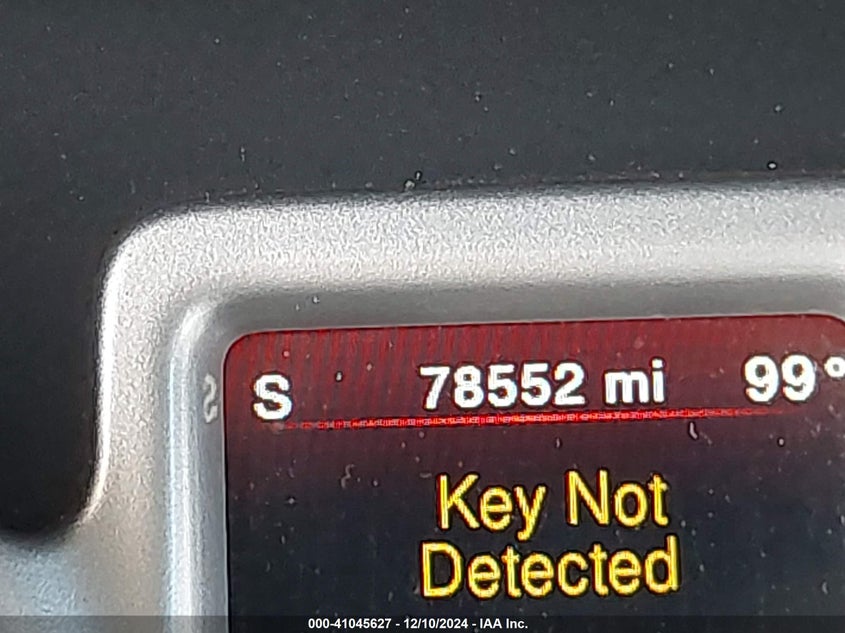 S 78552 mi 99°
Key Not
Detected
000-41045627 - 12/10/2024 - IAA Inc.